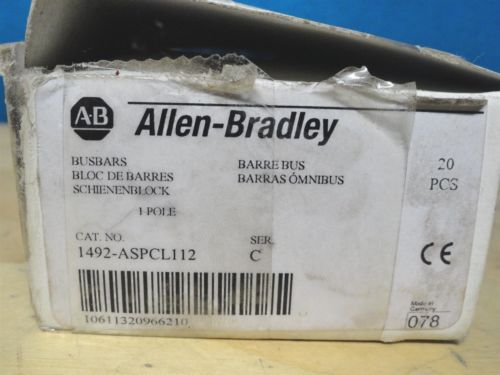 AB Allen-Bradley
BUSBARS
BLOC DE BARRES
SCHIENENBLOCK
BARRE BUS
BARRAS ÓMNIBUS
20
PCS
1 POLE
CAT. NO.
1492-ASPCL112
SER.
C
CE
10611320966210
Made in
Germany
078